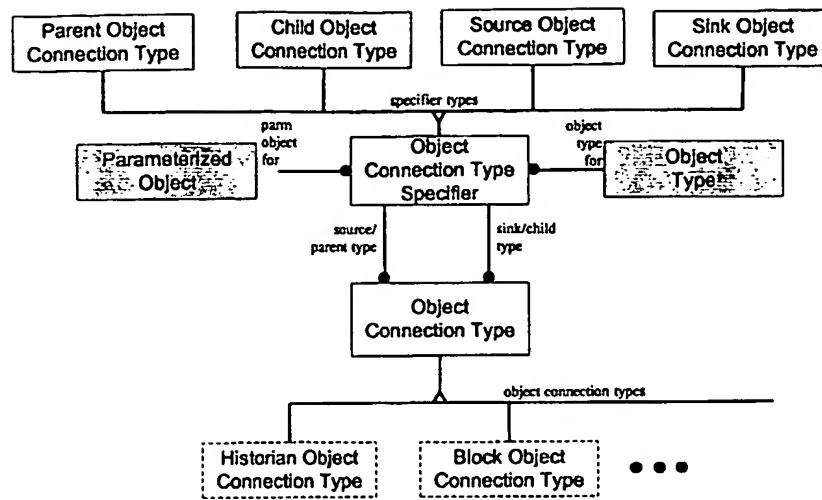 Parent Object
Connection Type
Child Object
Connection Type
Source Object
Connection Type
Sink Object
Connection Type
specifier types
parm
object
for
object
type
for
Parameterized
Object
Object
Connection Type
Specifier
Object
Type
source/
parent type
sink/child
type
Object
Connection Type
object connection types
Historian Object
Connection Type
Block Object
Connection Type